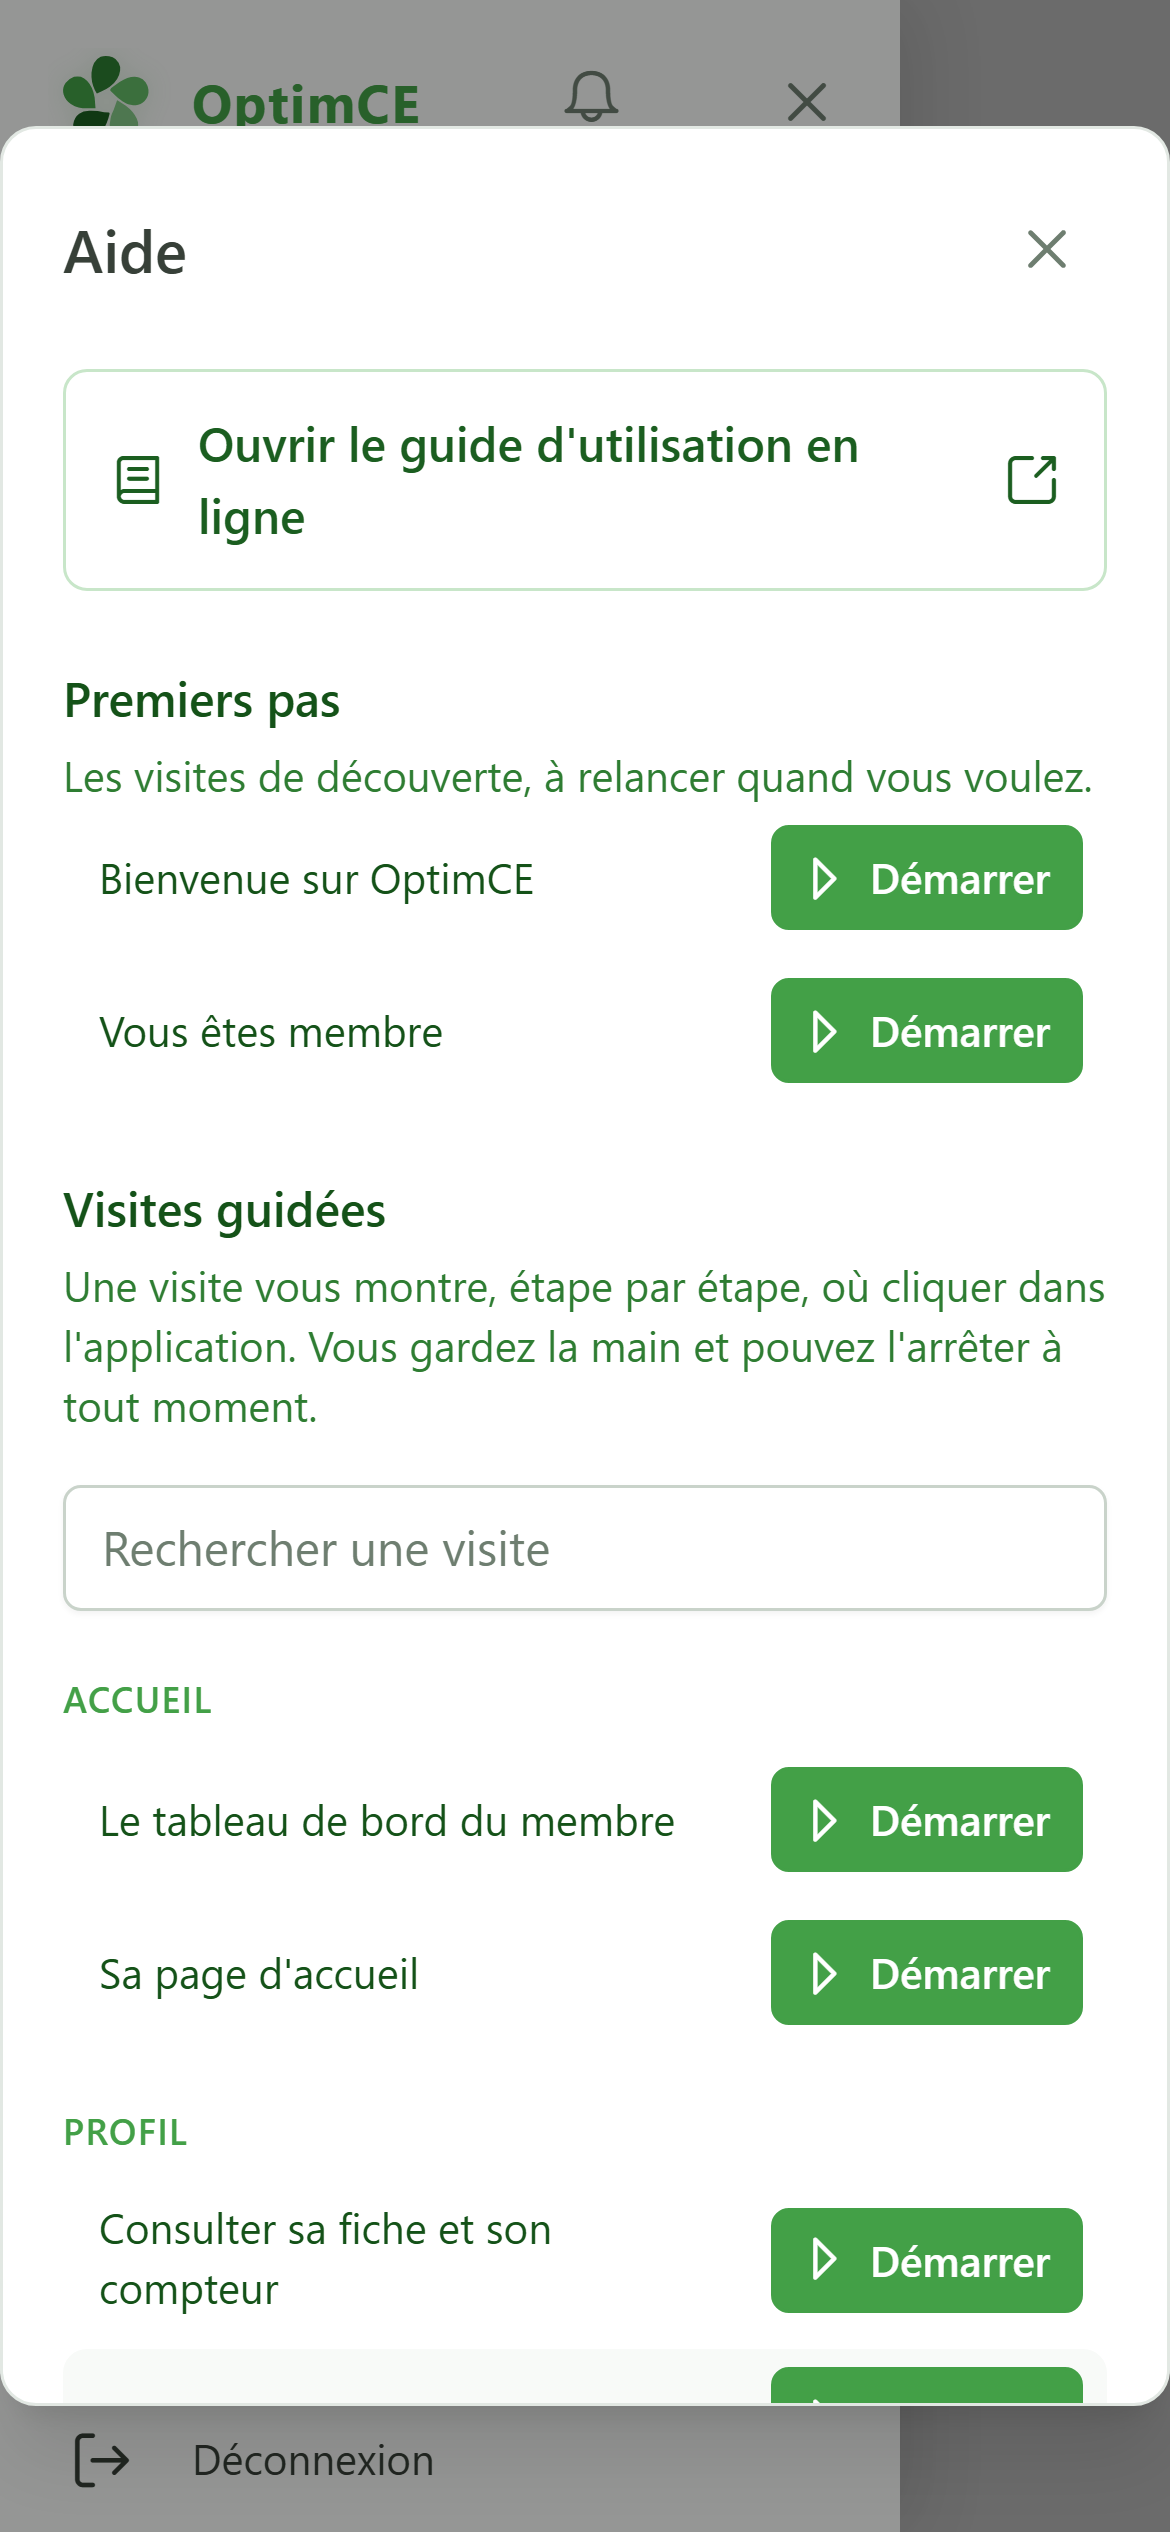 OptimCE
Aide
Ouvrir le guide d'utilisation en
ligne
Premiers pas
Les visites de découverte, à relancer quand vous voulez.
Bienvenue sur OptimCE
Démarrer
Vous êtes membre
Démarrer
Visites guidées
Une visite vous montre, étape par étape, où cliquer dans
l'application. Vous gardez la main et pouvez l'arrêter à
tout moment.
Rechercher une visite
ACCUEIL
Le tableau de bord du membre
Démarrer
Sa page d'accueil
Démarrer
PROFIL
Consulter sa fiche et son
compteur
Démarrer
Déconnexion